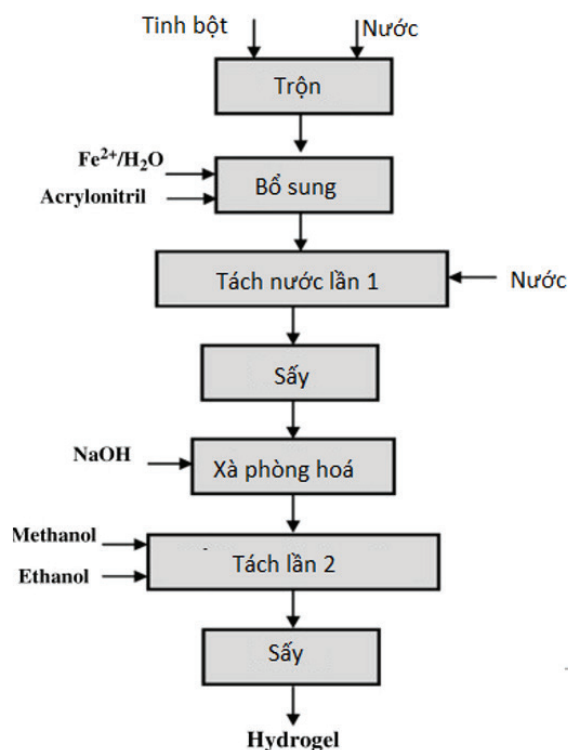 Tinh bột
Nước
Trộn
Fe²⁺/H₂O
Acrylonitril
Bổ sung
Tách nước lần 1
Nước
Sấy
NaOH
Xà phòng hoá
Methanol
Ethanol
Tách lần 2
Sấy
Hydrogel